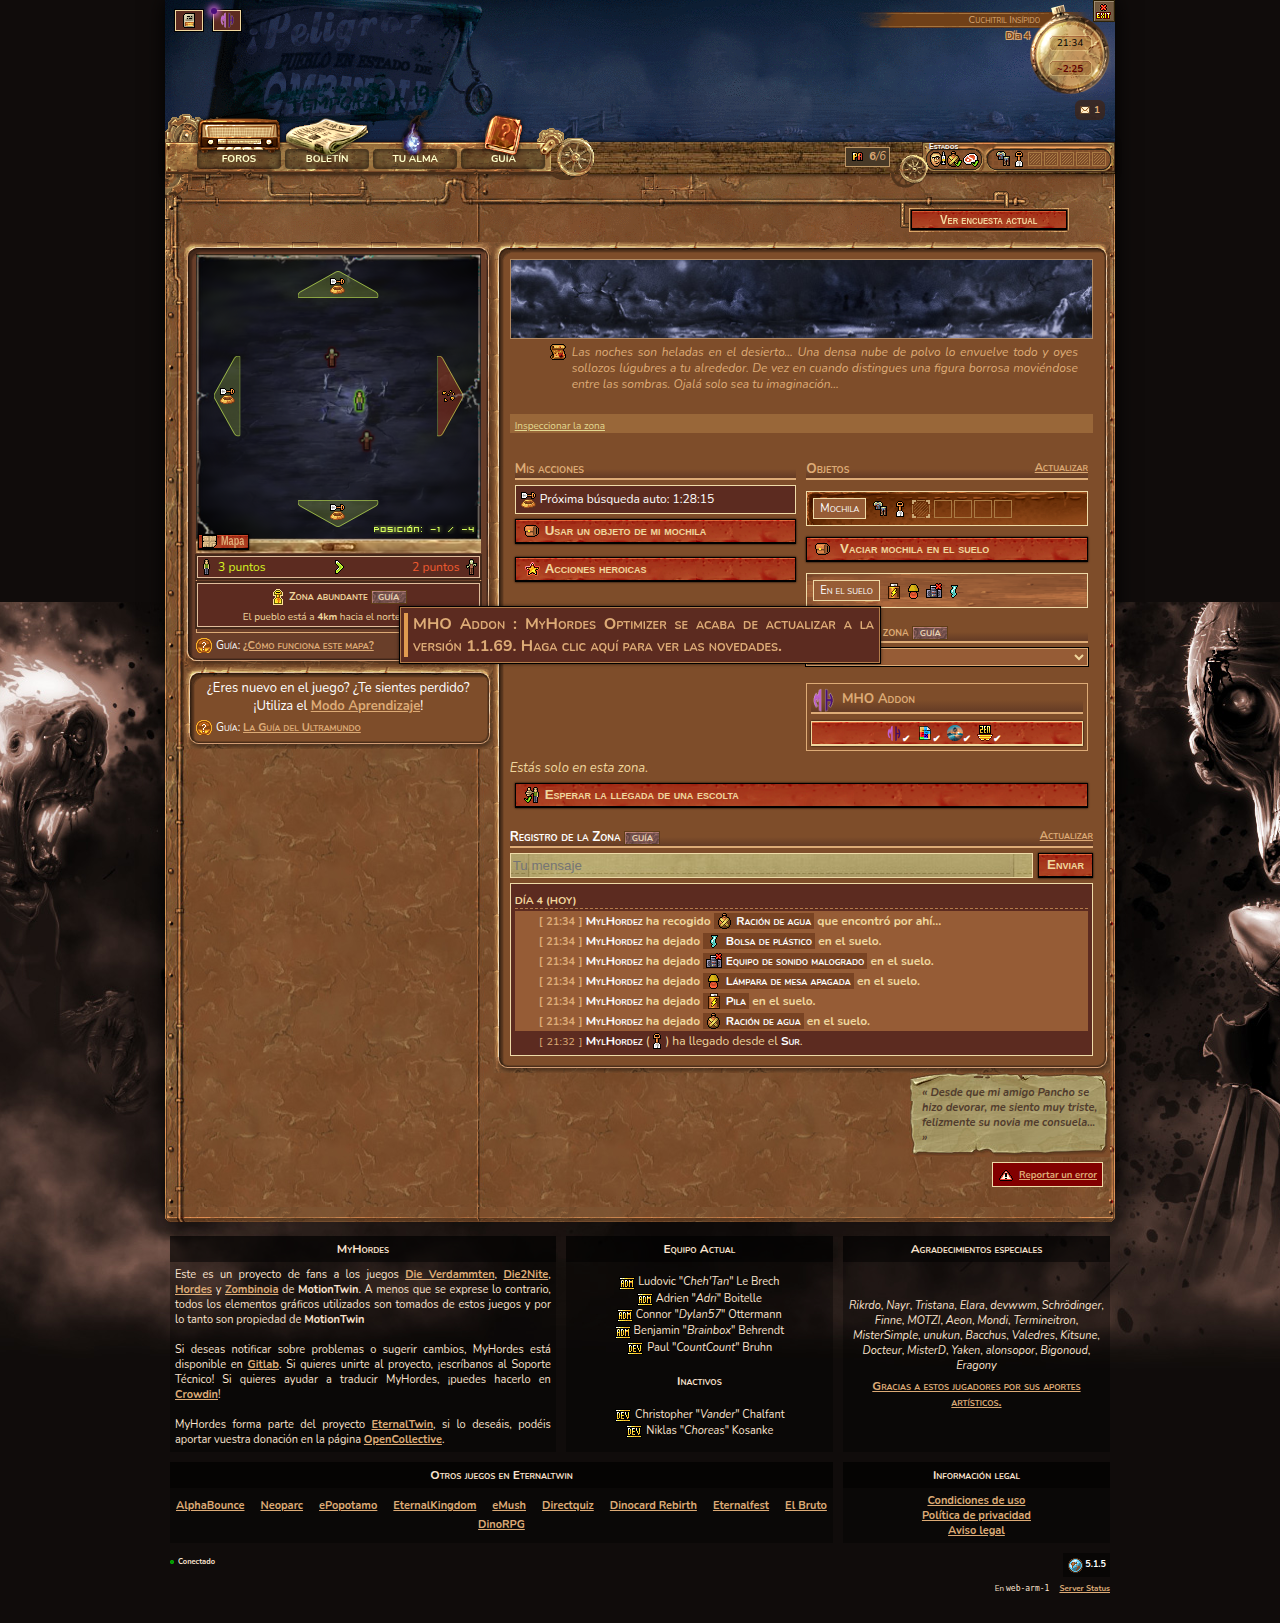 Cuchitril Insípido
Día 4
EXIT
21:34
~2:25
1
FOROS
BOLETÍN
TU ALMA
GUÍA
PA 6/6
Estados
Ver encuesta actual
Las noches son heladas en el desierto... Una densa nube de polvo lo envuelve todo y oyes
sollozos lúgubres a tu alrededor. De vez en cuando distingues una figura borrosa moviéndose
entre las sombras. Ojalá solo sea tu imaginación...
Inspeccionar la zona
posición: -1 / -4
Mapa
3 puntos
2 puntos
Zona abundante GUÍA
El pueblo está a 4km hacia el norte
Guía: ¿Cómo funciona este mapa?
¿Eres nuevo en el juego? ¿Te sientes perdido?
¡Utiliza el Modo Aprendizaje!
Guía: La Guía del Ultramundo
Mis acciones
Próxima búsqueda auto: 1:28:15
Usar un objeto de mi mochila
Acciones heroicas
Objetos
Actualizar
Mochila
Vaciar mochila en el suelo
En el suelo
zona GUÍA
MHO Addon : MyHordes Optimizer se acaba de actualizar a la
versión 1.1.69. Haga clic aquí para ver las novedades.
MHO Addon
Estás solo en esta zona.
Esperar la llegada de una escolta
Registro de la Zona GUÍA
Actualizar
Tu mensaje
Enviar
DÍA 4 (HOY)
[ 21:34 ] MylHordez ha recogido Ración de agua que encontró por ahí...
[ 21:34 ] MylHordez ha dejado Bolsa de plástico en el suelo.
[ 21:34 ] MylHordez ha dejado Equipo de sonido malogrado en el suelo.
[ 21:34 ] MylHordez ha dejado Lámpara de mesa apagada en el suelo.
[ 21:34 ] MylHordez ha dejado Pila en el suelo.
[ 21:34 ] MylHordez ha dejado Ración de agua en el suelo.
[ 21:32 ] MylHordez ( ) ha llegado desde el Sur.
« Desde que mi amigo Pancho se
hizo devorar, me siento muy triste,
felizmente su novia me consuela...
»
Reportar un error
MyHordes
Este es un proyecto de fans a los juegos Die Verdammten, Die2Nite,
Hordes y Zombinoia de MotionTwin. A menos que se exprese lo contrario,
todos los elementos gráficos utilizados son tomados de estos juegos y por
lo tanto son propiedad de MotionTwin
Si deseas notificar sobre problemas o sugerir cambios, MyHordes está
disponible en Gitlab. Si quieres unirte al proyecto, ¡escríbanos al Soporte
Técnico! Si quieres ayudar a traducir MyHordes, ¡puedes hacerlo en
Crowdin!
MyHordes forma parte del proyecto EternalTwin, si lo deseáis, podéis
aportar vuestra donación en la página OpenCollective.
Equipo Actual
ADM Ludovic "Cheh'Tan" Le Brech
ADM Adrien "Adri" Boitelle
ADM Connor "Dylan57" Ottermann
ADM Benjamin "Brainbox" Behrendt
DEV Paul "CountCount" Bruhn
Inactivos
DEV Christopher "Vander" Chalfant
DEV Niklas "Choreas" Kosanke
Agradecimientos especiales
Rikrdo, Nayr, Tristana, Elara, devwwm, Schrödinger,
Finne, MOTZI, Aeon, Mondi, Termineitron,
MisterSimple, unukun, Bacchus, Valedres, Kitsune,
Docteur, MisterD, Yaken, alonsopor, Bigonoud,
Eragony
Gracias a estos jugadores por sus aportes
artísticos.
Otros juegos en Eternaltwin
AlphaBounce Neoparc ePopotamo EternalKingdom eMush Directquiz Dinocard Rebirth Eternalfest El Bruto
DinoRPG
Información legal
Condiciones de uso
Política de privacidad
Aviso legal
Conectado
5.1.5
En web-arm-1 Server Status